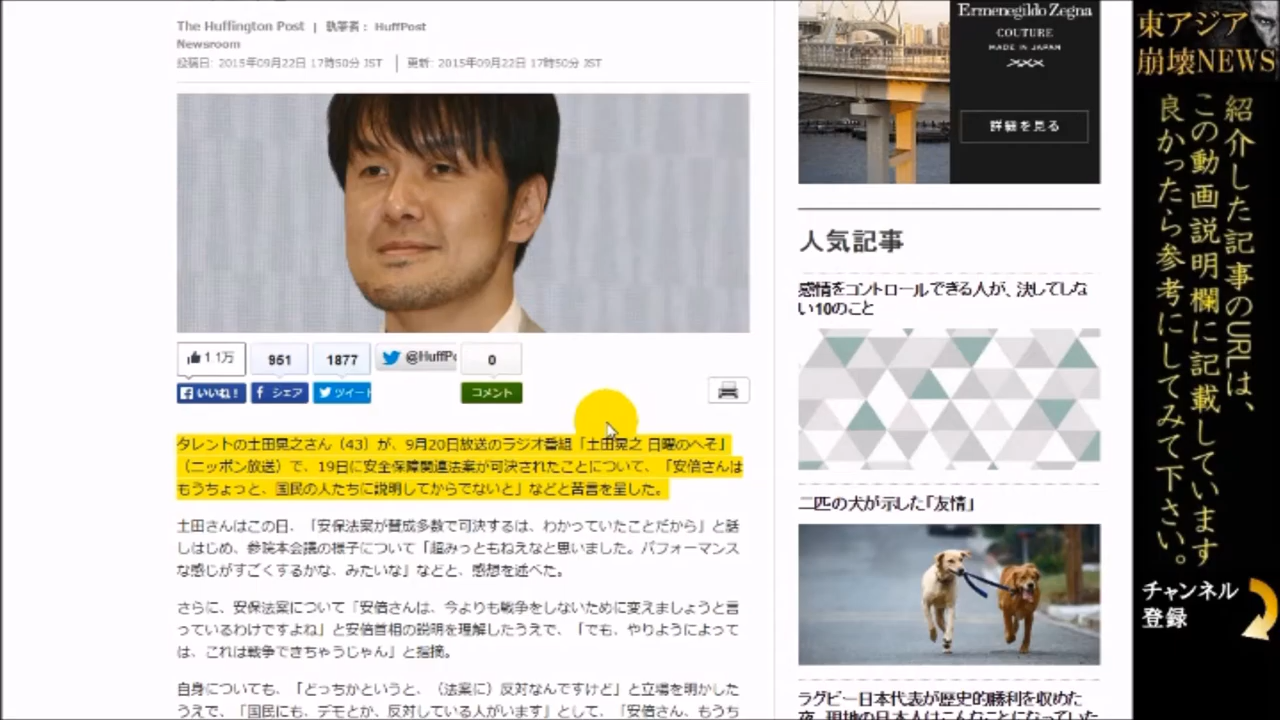 The Huffington Post | 執筆者： HuffPost
Newsroom
投稿日: 2015年09月22日 17時50分 JST | 更新: 2015年09月22日 17時50分 JST
1.1万
951
1877
@HuffP
0
いいね！
シェア
ツイート
コメント
タレントの土田晃之さん（43）が、9月20日放送のラジオ番組「土田晃之 日曜のへそ」
（ニッポン放送）で、19日に安全保障関連法案が可決されたことについて、「安倍さんは
もうちょっと、国民の人たちに説明してからでないと」などと苦言を呈した。
土田さんはこの日、「安保法案が賛成多数で可決するは、わかっていたことだから」と話
しはじめ、参院本会議の様子について「超みっともねえなと思いました。パフォーマンス
な感じがすごくするかな、みたいな」などと、感想を述べた。
さらに、安保法案について「安倍さんは、今よりも戦争をしないために変えましょうと言
っているわけですよね」と安倍首相の説明を理解したうえで、「でも、やりようによって
は、これは戦争できちゃうじゃん」と指摘。
自身についても、「どっちかというと、（法案に）反対なんですけど」と立場を明かした
うえで、「国民にも、デモとか、反対している人がいます」として、「安倍さん、もうち
Ermenegildo Zegna
COUTURE
MADE IN JAPAN
XXX
詳細を見る
人気記事
感情をコントロールできる人が、決してしな
い10のこと
二匹の犬が示した「友情」
ラグビー日本代表が歴史的勝利を収めた
夜、現地の日本人はこんなことになっていた
東アジア
崩壊NEWS
紹介した記事のURLは、
この動画説明欄に記載しています
良かったら参考にしてみて下さい。
チャンネル
登録